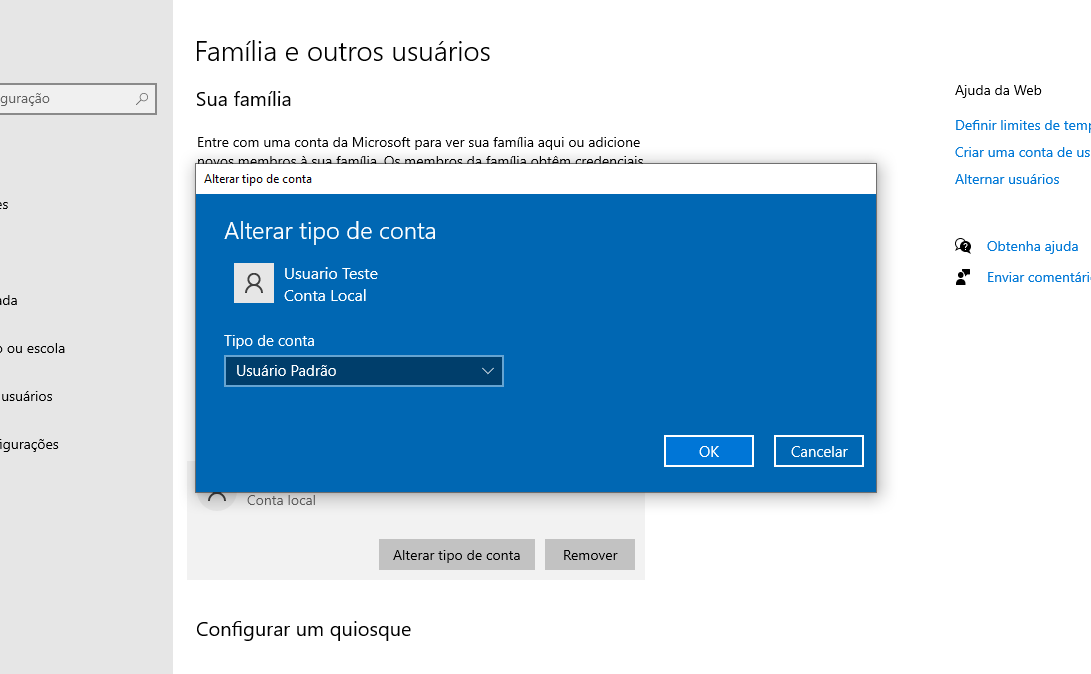 Família e outros usuários
guração
Sua família
Entre com uma conta da Microsoft para ver sua família aqui ou adicione
novos membros à sua família. Os membros da família obtêm credenciais
Alterar tipo de conta
Alterar tipo de conta
Usuario Teste
Conta Local
Tipo de conta
Usuário Padrão
OK
Cancelar
Conta local
Alterar tipo de conta
Remover
Configurar um quiosque
es
ada
o ou escola
usuários
figurações
Ajuda da Web
Definir limites de temp
Criar uma conta de us
Alternar usuários
Obtenha ajuda
Enviar comentári